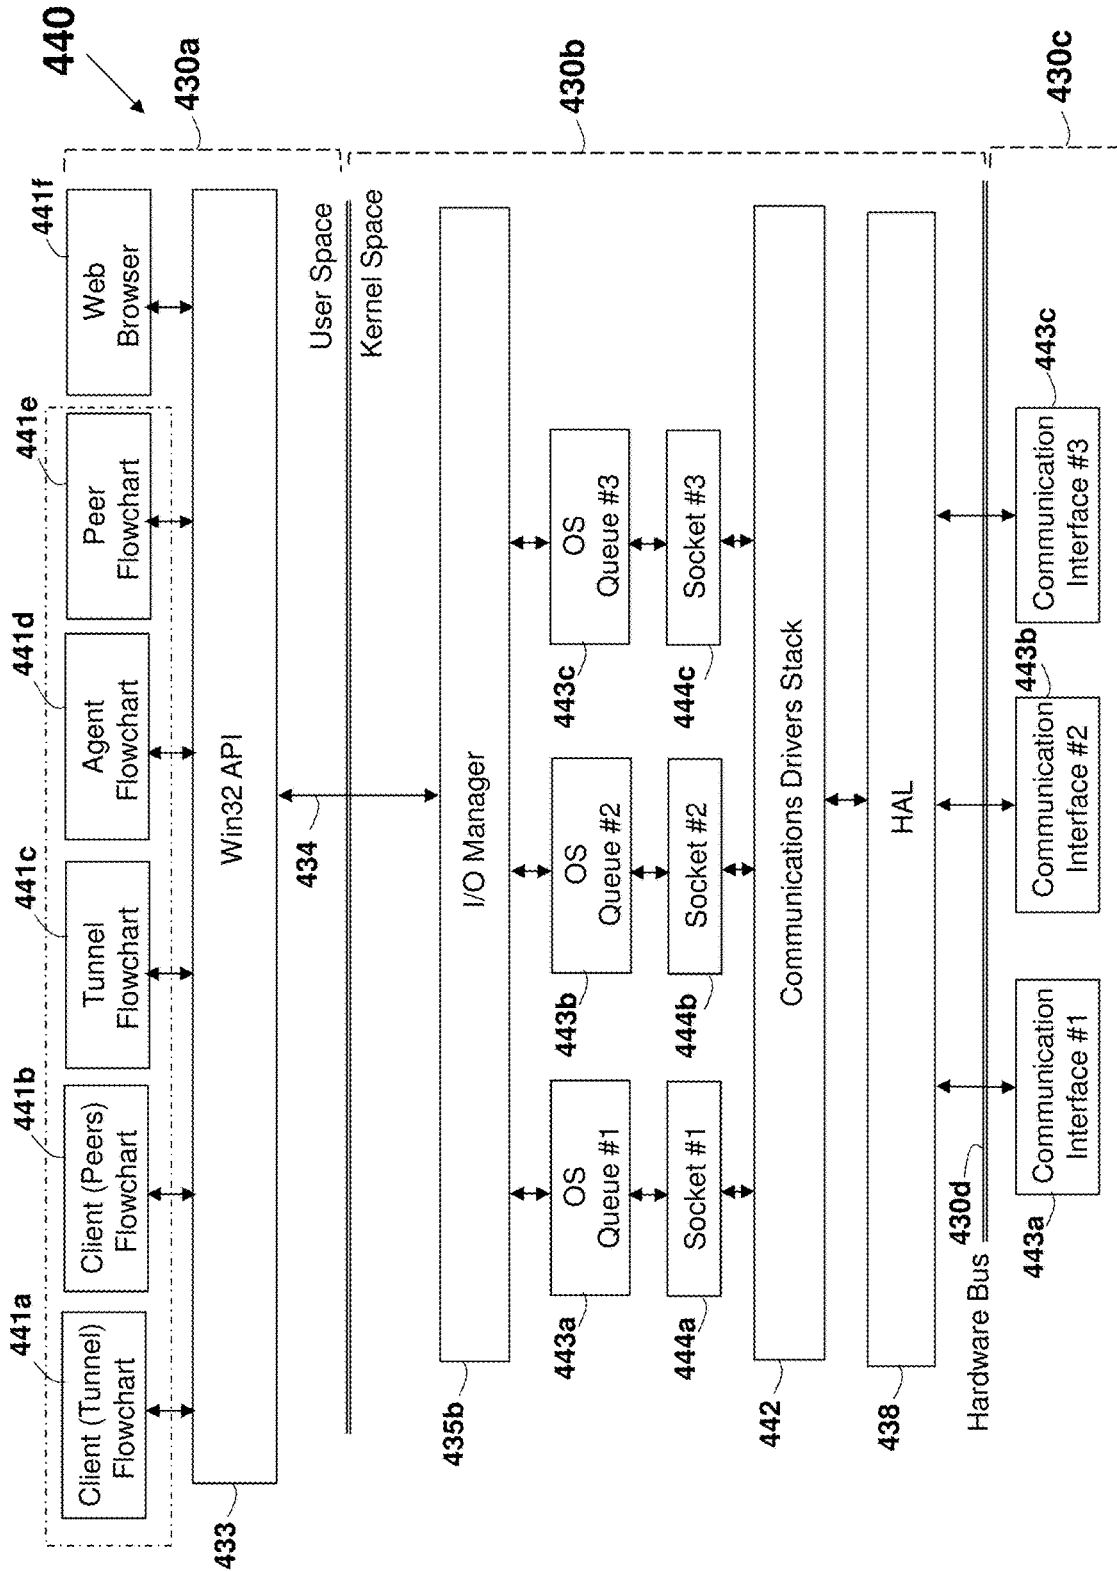 440
441a
441b
441c
441d
441e
441f
430a
Client (Tunnel)
Flowchart
Client (Peers)
Flowchart
Tunnel
Flowchart
Agent
Flowchart
Peer
Flowchart
Web
Browser
433
Win32 API
434
User Space
Kernel Space
430b
435b
I/O Manager
443a
OS
Queue #1
443b
OS
Queue #2
443c
OS
Queue #3
444a
Socket #1
444b
Socket #2
444c
Socket #3
442
Communications Drivers Stack
438
HAL
Hardware Bus
430d
430c
443a
Communication
Interface #1
443b
Communication
Interface #2
443c
Communication
Interface #3